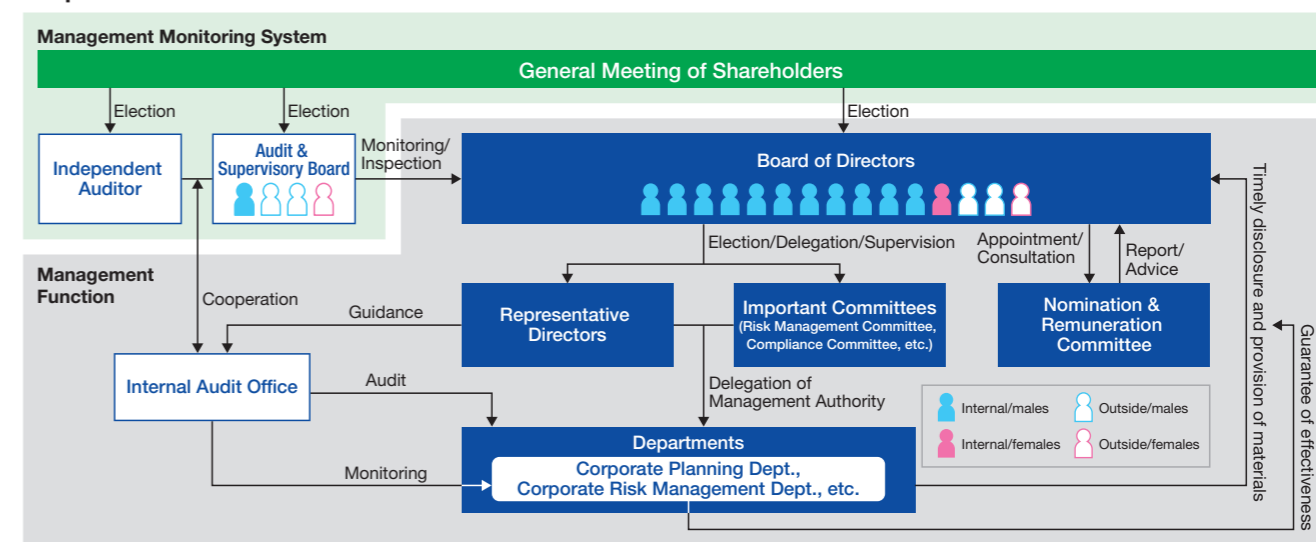 Management Monitoring System
General Meeting of Shareholders
Election
Election
Election
Independent
Auditor
Audit &
Supervisory Board
Monitoring/
Inspection
Board of Directors
Election/Delegation/Supervision
Appointment/
Consultation
Report/
Advice
Timely disclosure and provision of materials
Guarantee of effectiveness
Management
Function
Cooperation
Guidance
Representative
Directors
Important Committees
(Risk Management Committee,
Compliance Committee, etc.)
Nomination &
Remuneration
Committee
Internal Audit Office
Audit
Delegation of
Management Authority
Internal/males
Outside/males
Internal/females
Outside/females
Departments
Monitoring
Corporate Planning Dept.,
Corporate Risk Management Dept., etc.